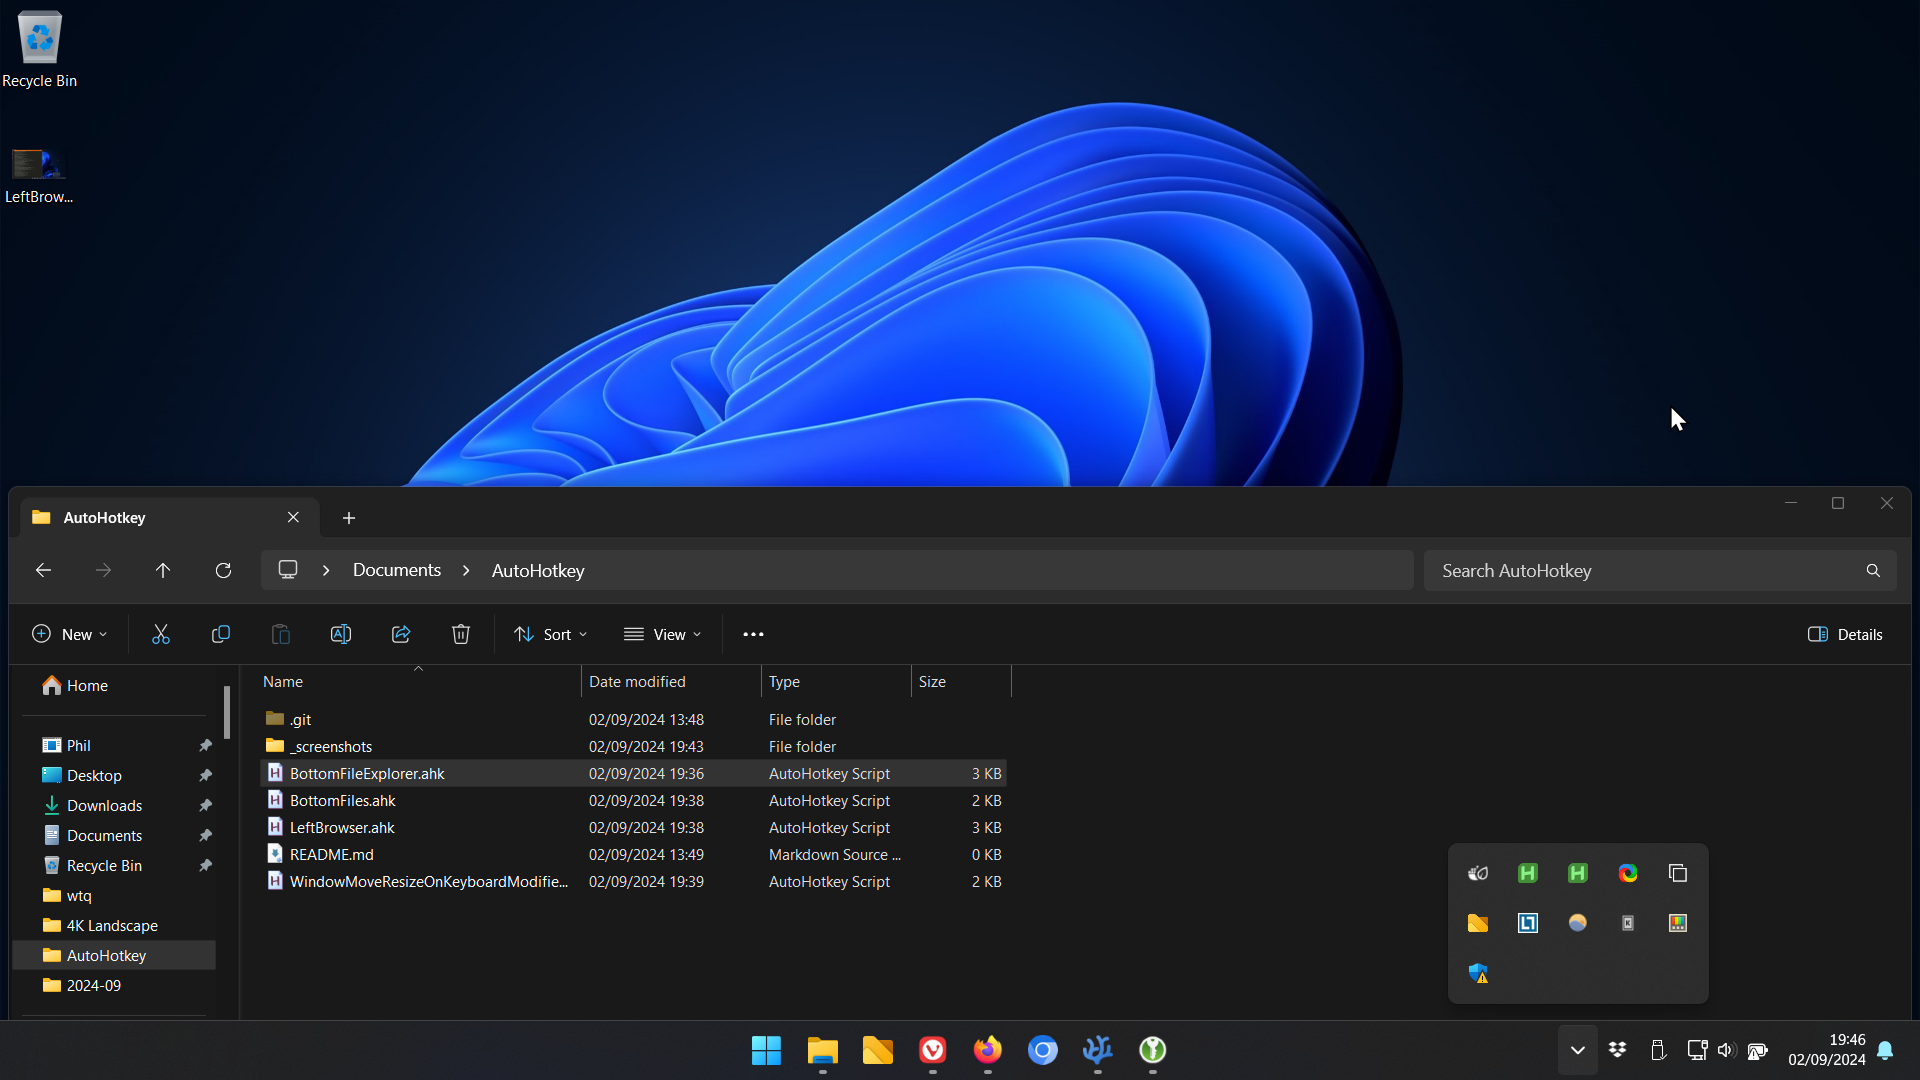 Recycle Bin
LeftBrow...
AutoHotkey
Documents
AutoHotkey
Search AutoHotkey
New
Sort
View
Details
Home
Phil
Desktop
Downloads
Documents
Recycle Bin
wtq
4K Landscape
AutoHotkey
2024-09
Name Date modified Type Size
.git 02/09/2024 13:48 File folder
_screenshots 02/09/2024 19:43 File folder
BottomFileExplorer.ahk 02/09/2024 19:36 AutoHotkey Script 3 KB
BottomFiles.ahk 02/09/2024 19:38 AutoHotkey Script 2 KB
LeftBrowser.ahk 02/09/2024 19:38 AutoHotkey Script 3 KB
README.md 02/09/2024 13:49 Markdown Source ... 0 KB
WindowMoveResizeOnKeyboardModifie... 02/09/2024 19:39 AutoHotkey Script 2 KB
19:46
02/09/2024